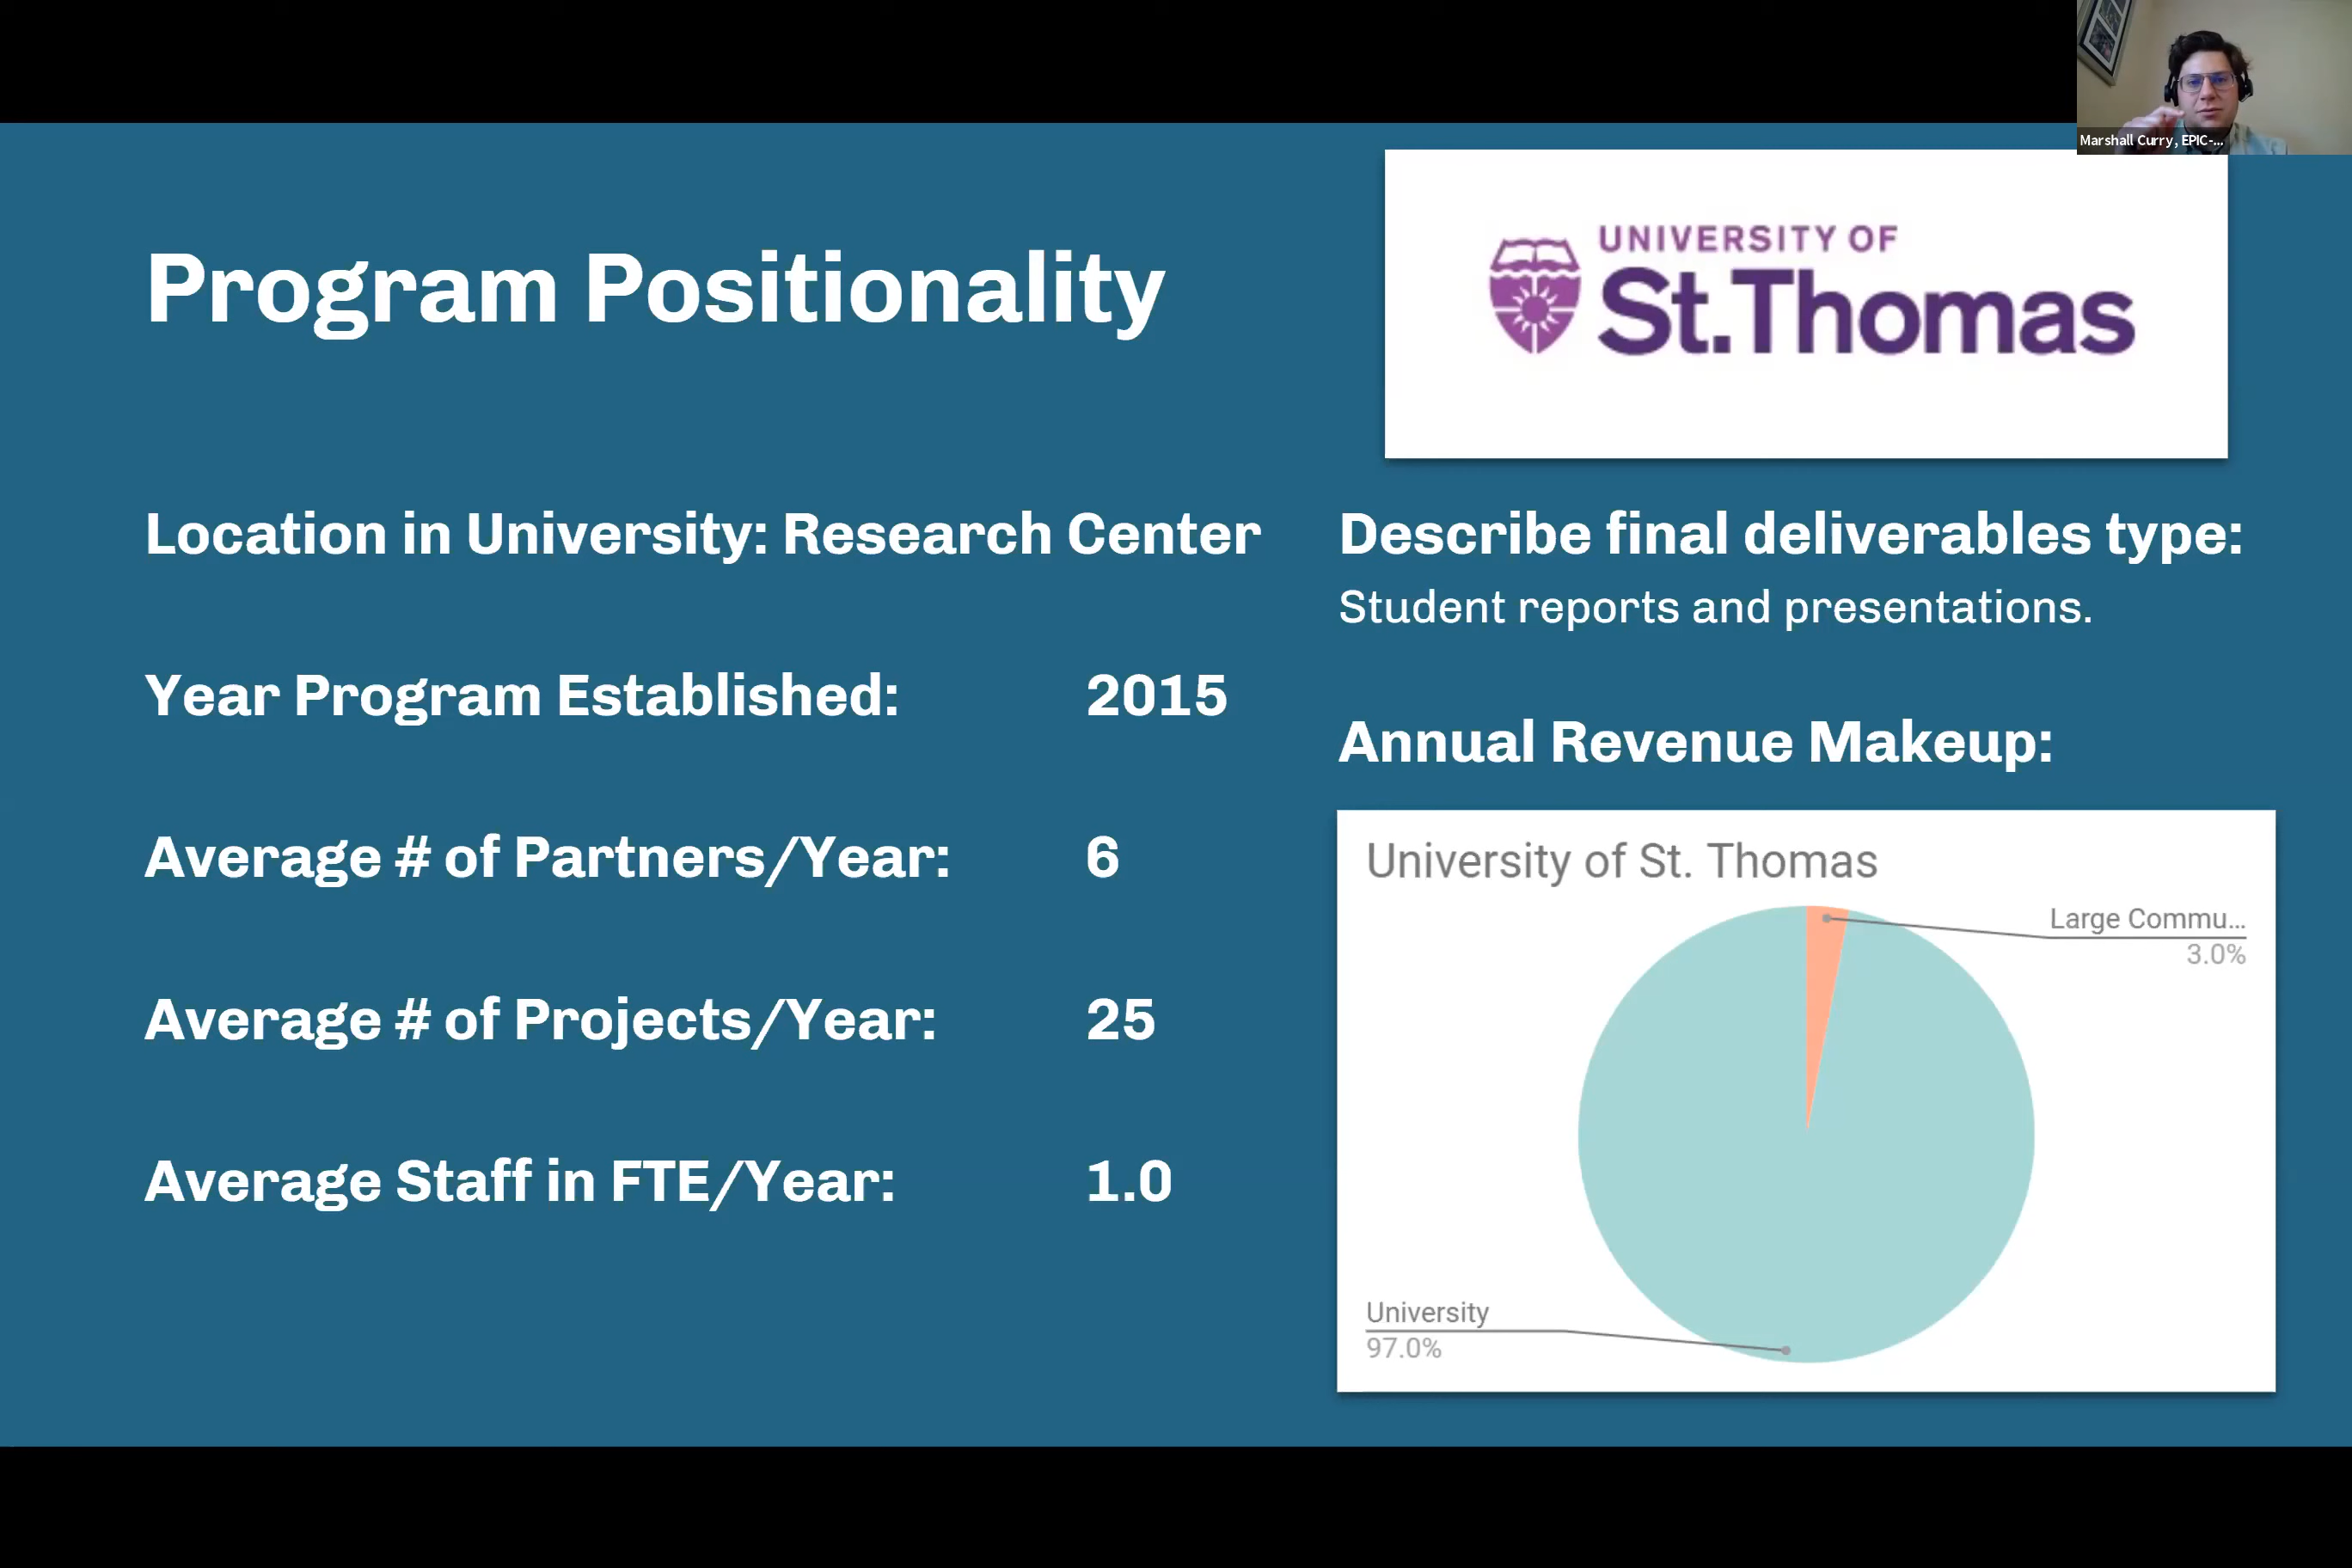 Marshall Curry, EPIC-...
Program Positionality
UNIVERSITY OF
St.Thomas
Location in University: Research Center
Year Program Established: 2015
Average # of Partners/Year: 6
Average # of Projects/Year: 25
Average Staff in FTE/Year: 1.0
Describe final deliverables type:
Student reports and presentations.
Annual Revenue Makeup:
University of St. Thomas
Large Commu...
3.0%
University
97.0%